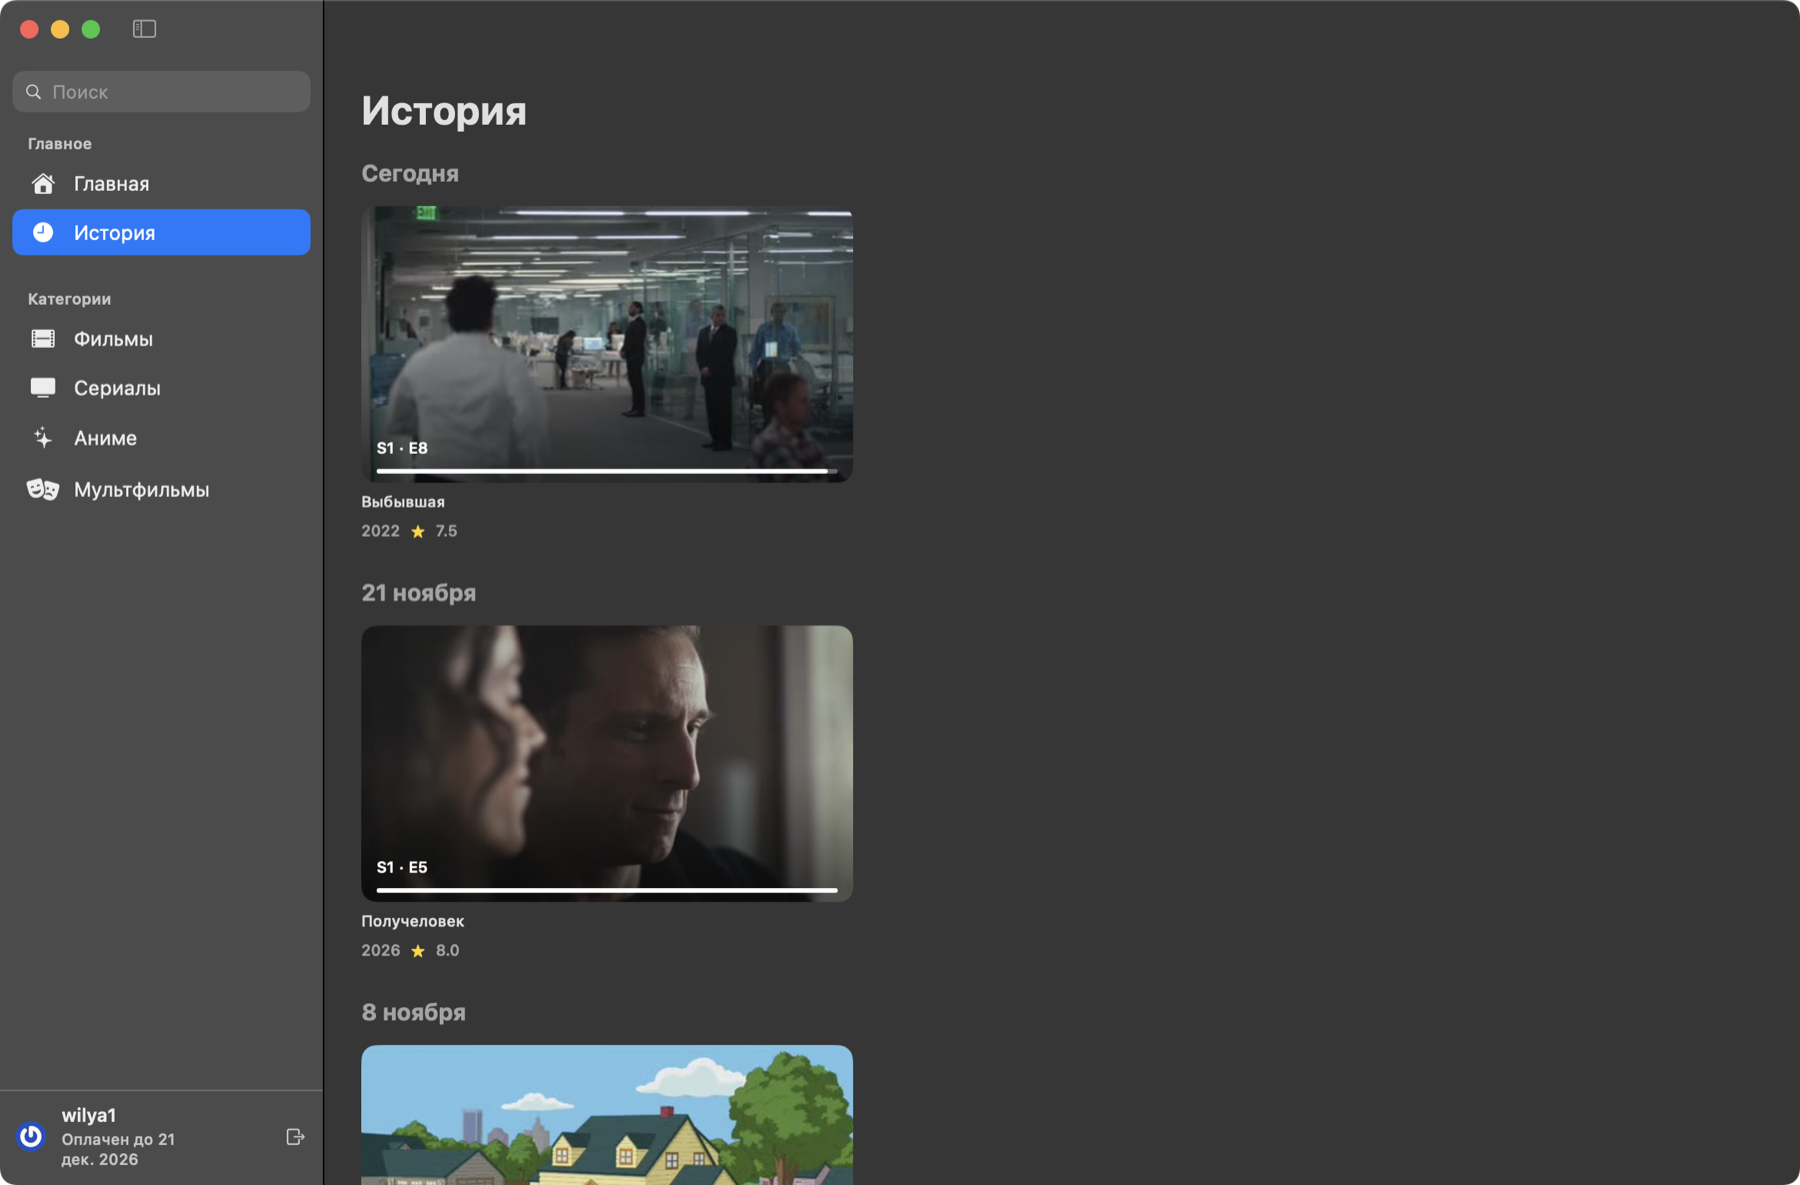 Поиск
Главное
Главная
История
Категории
Фильмы
Сериалы
Аниме
Мультфильмы
wilya1
Оплачен до 21
дек. 2026
История
Сегодня
S1 · E8
Выбывшая
2022 ★ 7.5
21 ноября
S1 · E5
Получеловек
2026 ★ 8.0
8 ноября